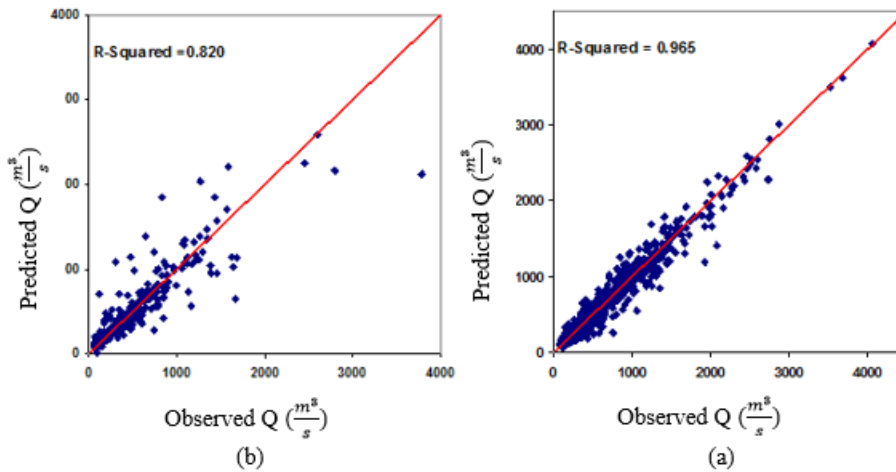 4000
R-Squared =0.820
00
00
00
00
0 1000 2000 3000 4000
Predicted Q (m³/s)
Observed Q (m³/s)
(b)
4000
R-Squared = 0.965
3000
2000
1000
0
0 1000 2000 3000 4000
Predicted Q (m³/s)
Observed Q (m³/s)
(a)